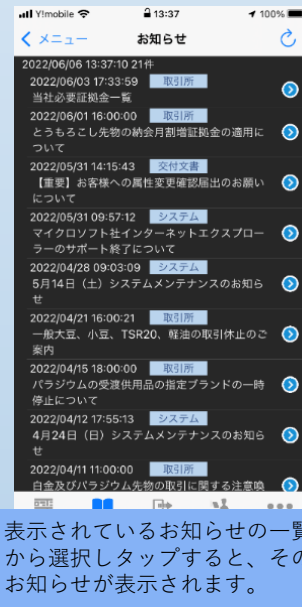 Y!mobile 13:37 100%
メニュー お知らせ
2022/06/06 13:37:10 21件
2022/06/03 17:33:59 取引所
当社必要証拠金一覧
2022/06/01 16:00:00 取引所
とうもろこし先物の納会月割増証拠金の適用に
ついて
2022/05/31 14:15:43 交付文書
【重要】お客様への属性変更確認届出のお願い
について
2022/05/31 09:57:12 システム
マイクロソフト社インターネットエクスプロー
ラーのサポート終了について
2022/04/28 09:03:09 システム
5月14日（土）システムメンテナンスのお知ら
せ
2022/04/21 16:00:21 取引所
一般大豆、小豆、TSR20、軽油の取引休止のご
案内
2022/04/15 18:00:00 取引所
パラジウムの受渡供用品の指定ブランドの一時
停止について
2022/04/12 17:55:13 システム
4月24日（日）システムメンテナンスのお知ら
せ
2022/04/11 11:00:00 取引所
白金及びパラジウム先物の取引に関する注意喚
表示されているお知らせの一覧
から選択しタップすると、その
お知らせが表示されます。